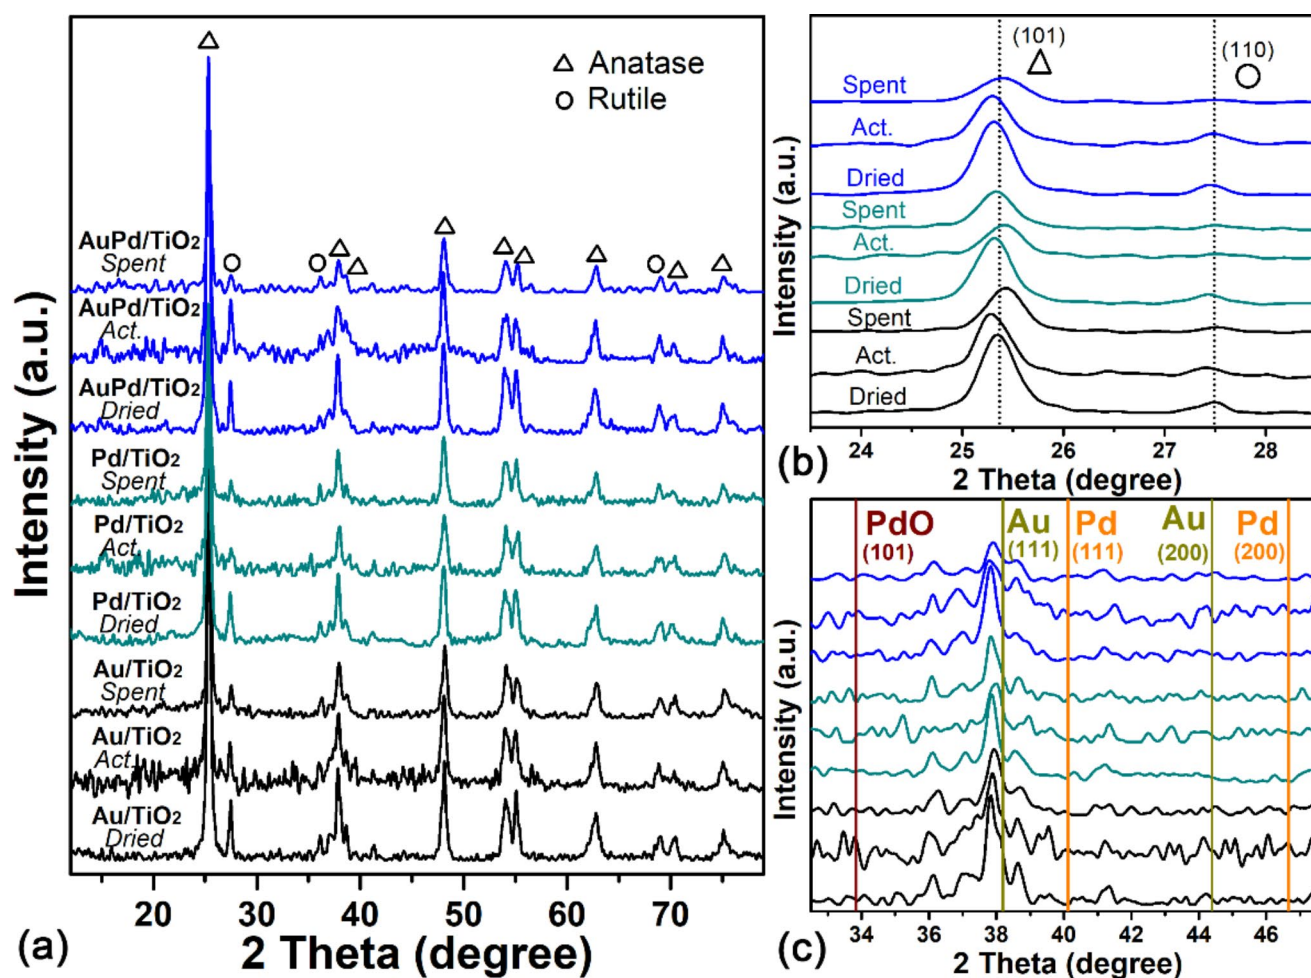 Anatase
Rutile
AuPd/TiO2
Spent
AuPd/TiO2
Act.
AuPd/TiO2
Dried
Pd/TiO2
Spent
Pd/TiO2
Act.
Pd/TiO2
Dried
Au/TiO2
Spent
Au/TiO2
Act.
Au/TiO2
Dried
Intensity (a.u.)
20 30 40 50 60 70
(a) 2 Theta (degree)
(101) (110)
Spent
Act.
Dried
Spent
Act.
Dried
Spent
Act.
Dried
Intensity (a.u.)
24 25 26 27 28
(b) 2 Theta (degree)
PdO Au Pd Au Pd
(101) (111) (111) (200) (200)
Intensity (a.u.)
34 36 38 40 42 44 46
(c) 2 Theta (degree)